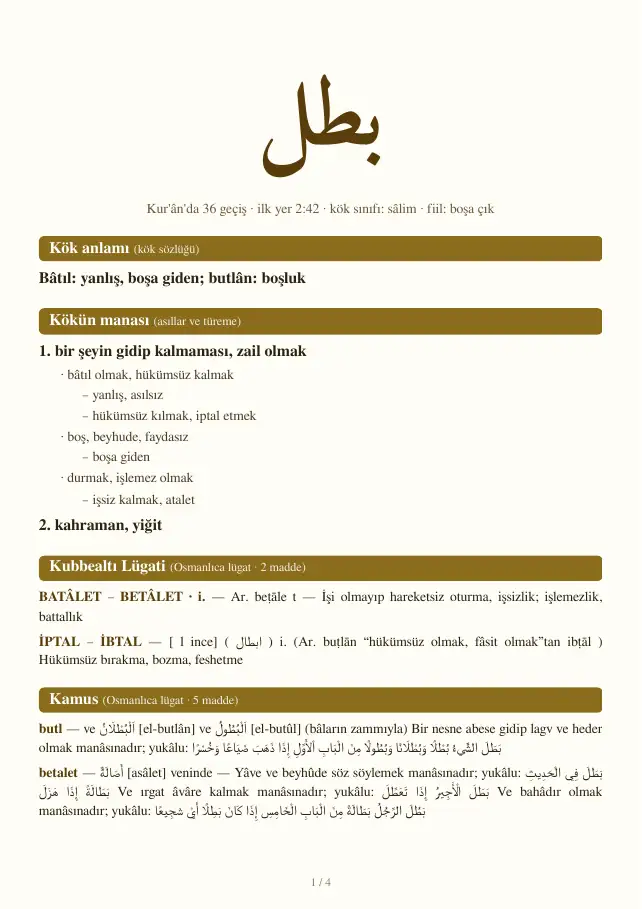 بطل
Kur'ân'da 36 geçiş · ilk yer 2:42 · kök sınıfı: sâlim · fiil: boşa çık
Kök anlamı (kök sözlüğü)
Bâtıl: yanlış, boşa giden; butlân: boşluk
Kökün manası (asıllar ve türeme)
1. bir şeyin gidip kalmaması, zail olmak
· bâtıl olmak, hükümsüz kalmak
– yanlış, asılsız
– hükümsüz kılmak, iptal etmek
· boş, beyhude, faydasız
– boşa giden
· durmak, işlemez olmak
– işsiz kalmak, atalet
2. kahraman, yiğit
Kubbealtı Lügati (Osmanlıca lügat · 2 madde)
BATÂLET – BETÂLET · i. — Ar. beṭāle t — İşi olmayıp hareketsiz oturma, işsizlik; işlemezlik,
battallık
İPTAL – İBTAL — [ l ince] ( ابطال ) i. (Ar. buṭlān “hükümsüz olmak, fâsit olmak”tan ibṭāl )
Hükümsüz bırakma, bozma, feshetme
Kamus (Osmanlıca lügat · 5 madde)
butl — ve اَلْبُطْلَانُ [el-butlân] ve اَلْبُطُولُ [el-butûl] (bâların zammıyla) Bir nesne abese gidip lagv ve heder
olmak manâsınadır; yukâlu: بَطَلَ الشَّيْءُ بُطْلًا وَبُطْلَانًا وَبُطُولًا مِنَ الْبَابِ الْأَوَّلِ إِذَا ذَهَبَ ضَيَاعًا وَخُسْرًا
betalet — أَصَالَةٌ [asâlet] veninde — Yâve ve beyhûde söz söylemek manâsınadır; yukâlu: بَطَلَ فِي الْحَدِيثِ
بَطَالَةً إِذَا هَزَلَ Ve ırgat âvâre kalmak manâsınadır; yukâlu: بَطَلَ الْأَجِيرُ إِذَا تَعَطَّلَ Ve bahâdır olmak
manâsınadır; yukâlu: بَطُلَ الرَّجُلُ بَطَالَةً مِنَ الْبَابِ الْخَامِسِ إِذَا كَانَ بَطِلًا أَيْ شَجِيعًا
1 / 4